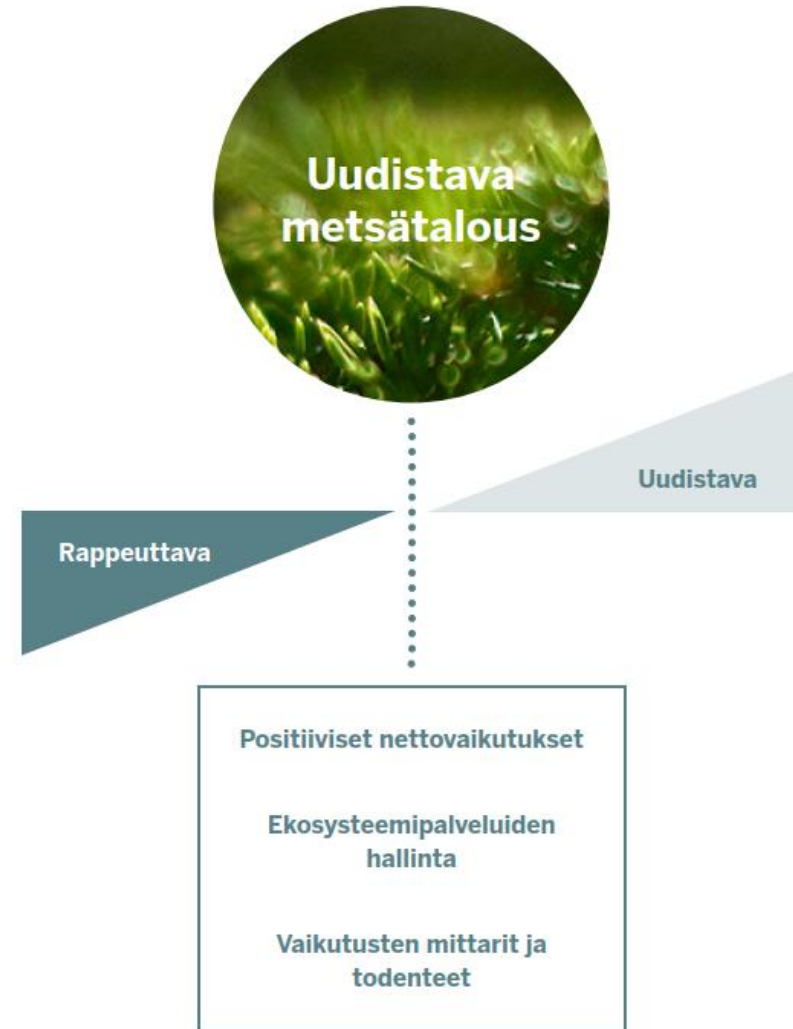 Uudistava
metsätalous
Uudistava
Rappeuttava
Positiiviset nettovaikutukset
Ekosysteemipalveluiden
hallinta
Vaikutusten mittarit ja
todenteet